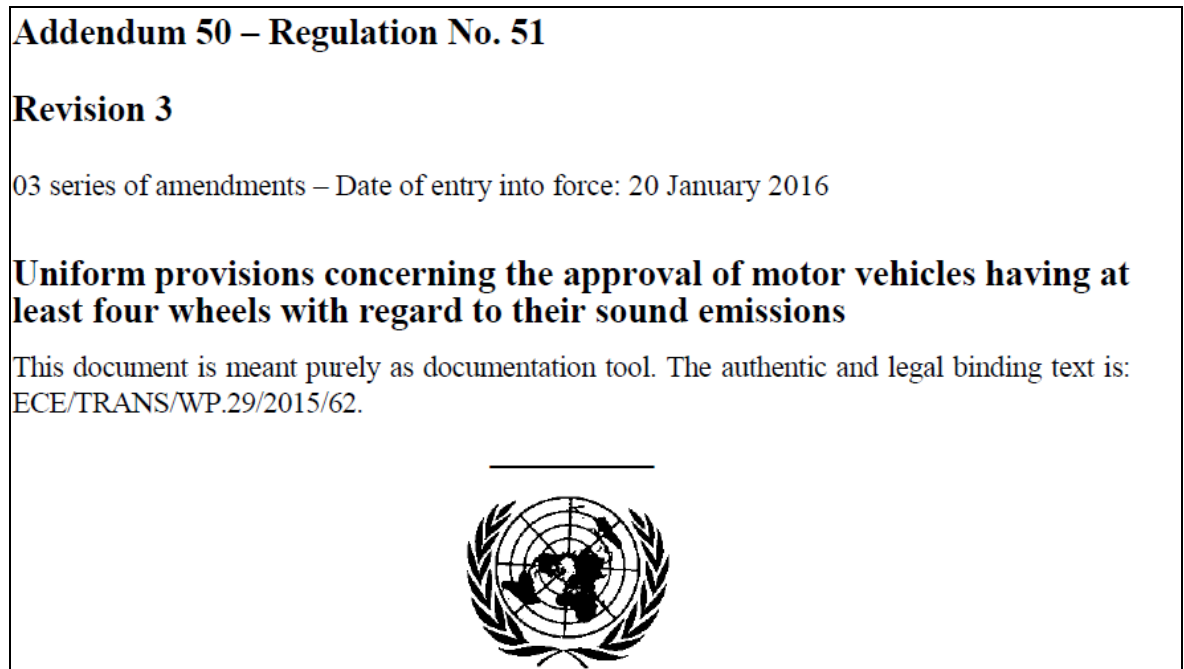 Addendum 50 – Regulation No. 51
Revision 3
03 series of amendments – Date of entry into force: 20 January 2016
Uniform provisions concerning the approval of motor vehicles having at
least four wheels with regard to their sound emissions
This document is meant purely as documentation tool. The authentic and legal binding text is:
ECE/TRANS/WP.29/2015/62.